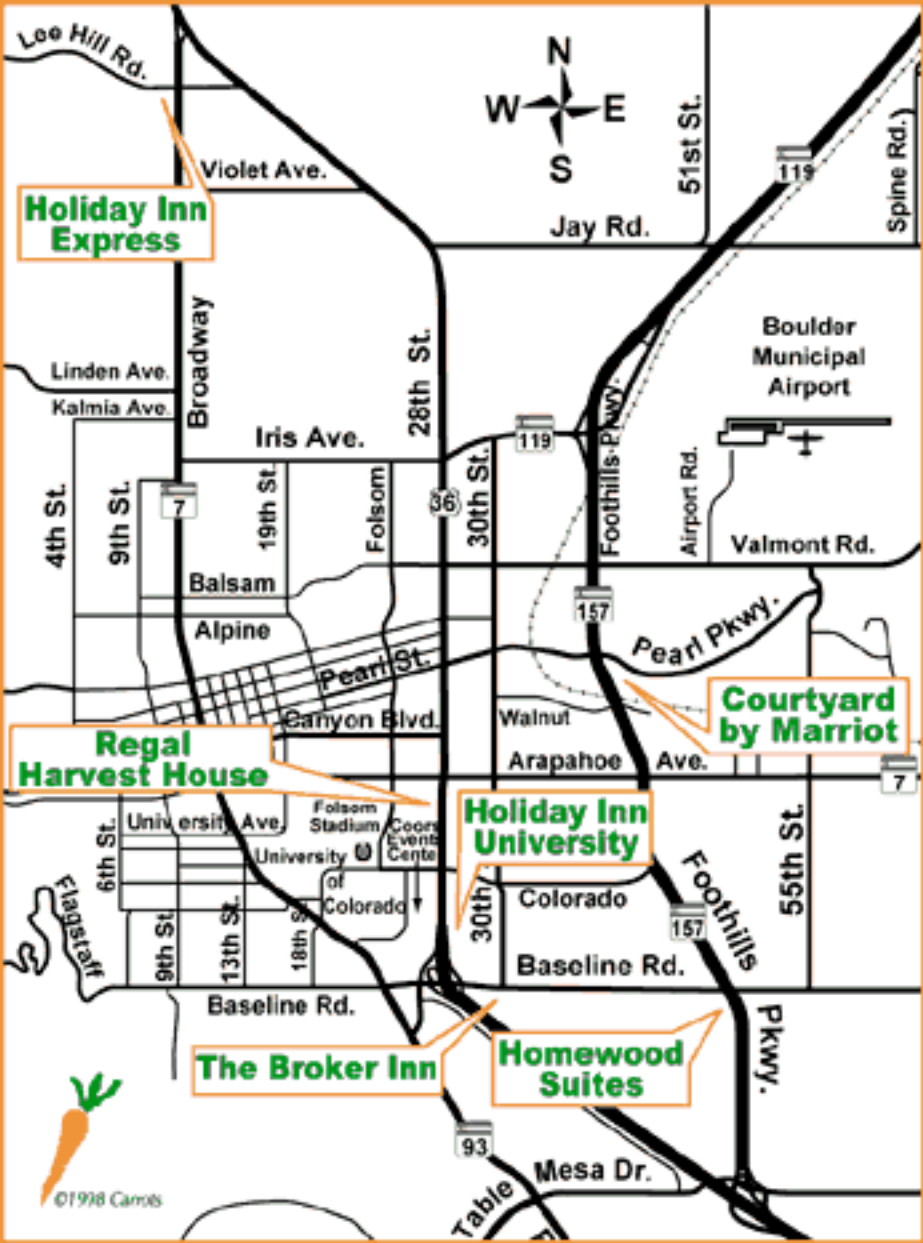 Lee Hill Rd.
N
W E
S
51st St.
119
Spine Rd.
Violet Ave.
Holiday Inn
Express
Jay Rd.
Broadway
28th St.
Boulder
Municipal
Airport
Linden Ave.
Kalmia Ave.
Iris Ave.
119
Foothills Pkwy.
4th St.
9th St.
7
19th St.
Folsom
36
30th St.
Airport Rd.
Valmont Rd.
Balsam
157
Alpine
Pearl St.
Pearl Pkwy.
Canyon Blvd.
Walnut
Courtyard
by Marriot
Regal
Harvest House
Arapahoe Ave.
7
6th St.
University Ave.
Folsom
Stadium
Coors
Event
Cente
Holiday Inn
University
55th St.
University
of
Colorado
Flagstaff
9th St.
13th St.
18th S
30th
Colorado
157
Foothills
Pkwy.
Baseline Rd.
Baseline Rd.
The Broker Inn
Homewood
Suites
93
Mesa Dr.
Table
©1998 Carrots